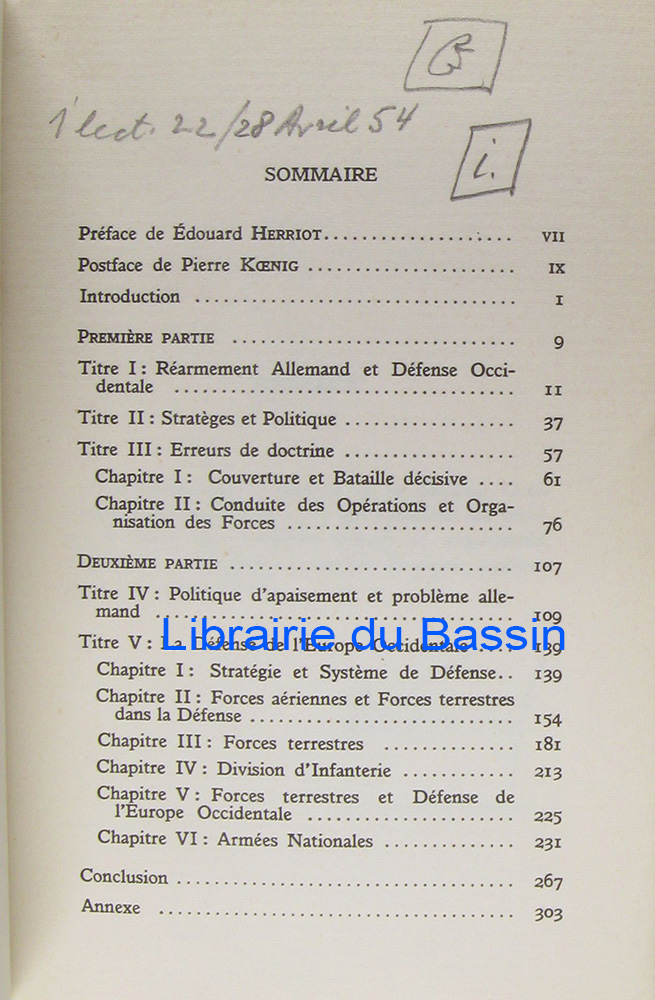 B
1 lect. 22/28 Avril 54
i.
SOMMAIRE
Préface de Édouard HERRIOT.................... VII
Postface de Pierre KŒNIG ...................... IX
Introduction .................................. I
PREMIÈRE PARTIE .............................. 9
Titre I : Réarmement Allemand et Défense Occi-
dentale .................................... II
Titre II : Stratèges et Politique .................. 37
Titre III : Erreurs de doctrine .................. 57
Chapitre I : Couverture et Bataille décisive .... 61
Chapitre II : Conduite des Opérations et Orga-
nisation des Forces ........................ 76
DEUXIÈME PARTIE .............................. 107
Titre IV : Politique d'apaisement et problème alle-
mand ...................................... 109
Librairie du Bassin
Titre V : La Défense de l'Europe Occidentale .... 139
Chapitre I : Stratégie et Système de Défense.. 139
Chapitre II : Forces aériennes et Forces terrestres
dans la Défense ............................ 154
Chapitre III : Forces terrestres .............. 181
Chapitre IV : Division d'Infanterie ............ 213
Chapitre V : Forces terrestres et Défense de
l'Europe Occidentale ...................... 225
Chapitre VI : Armées Nationales .............. 231
Conclusion .................................... 267
Annexe ...................................... 303